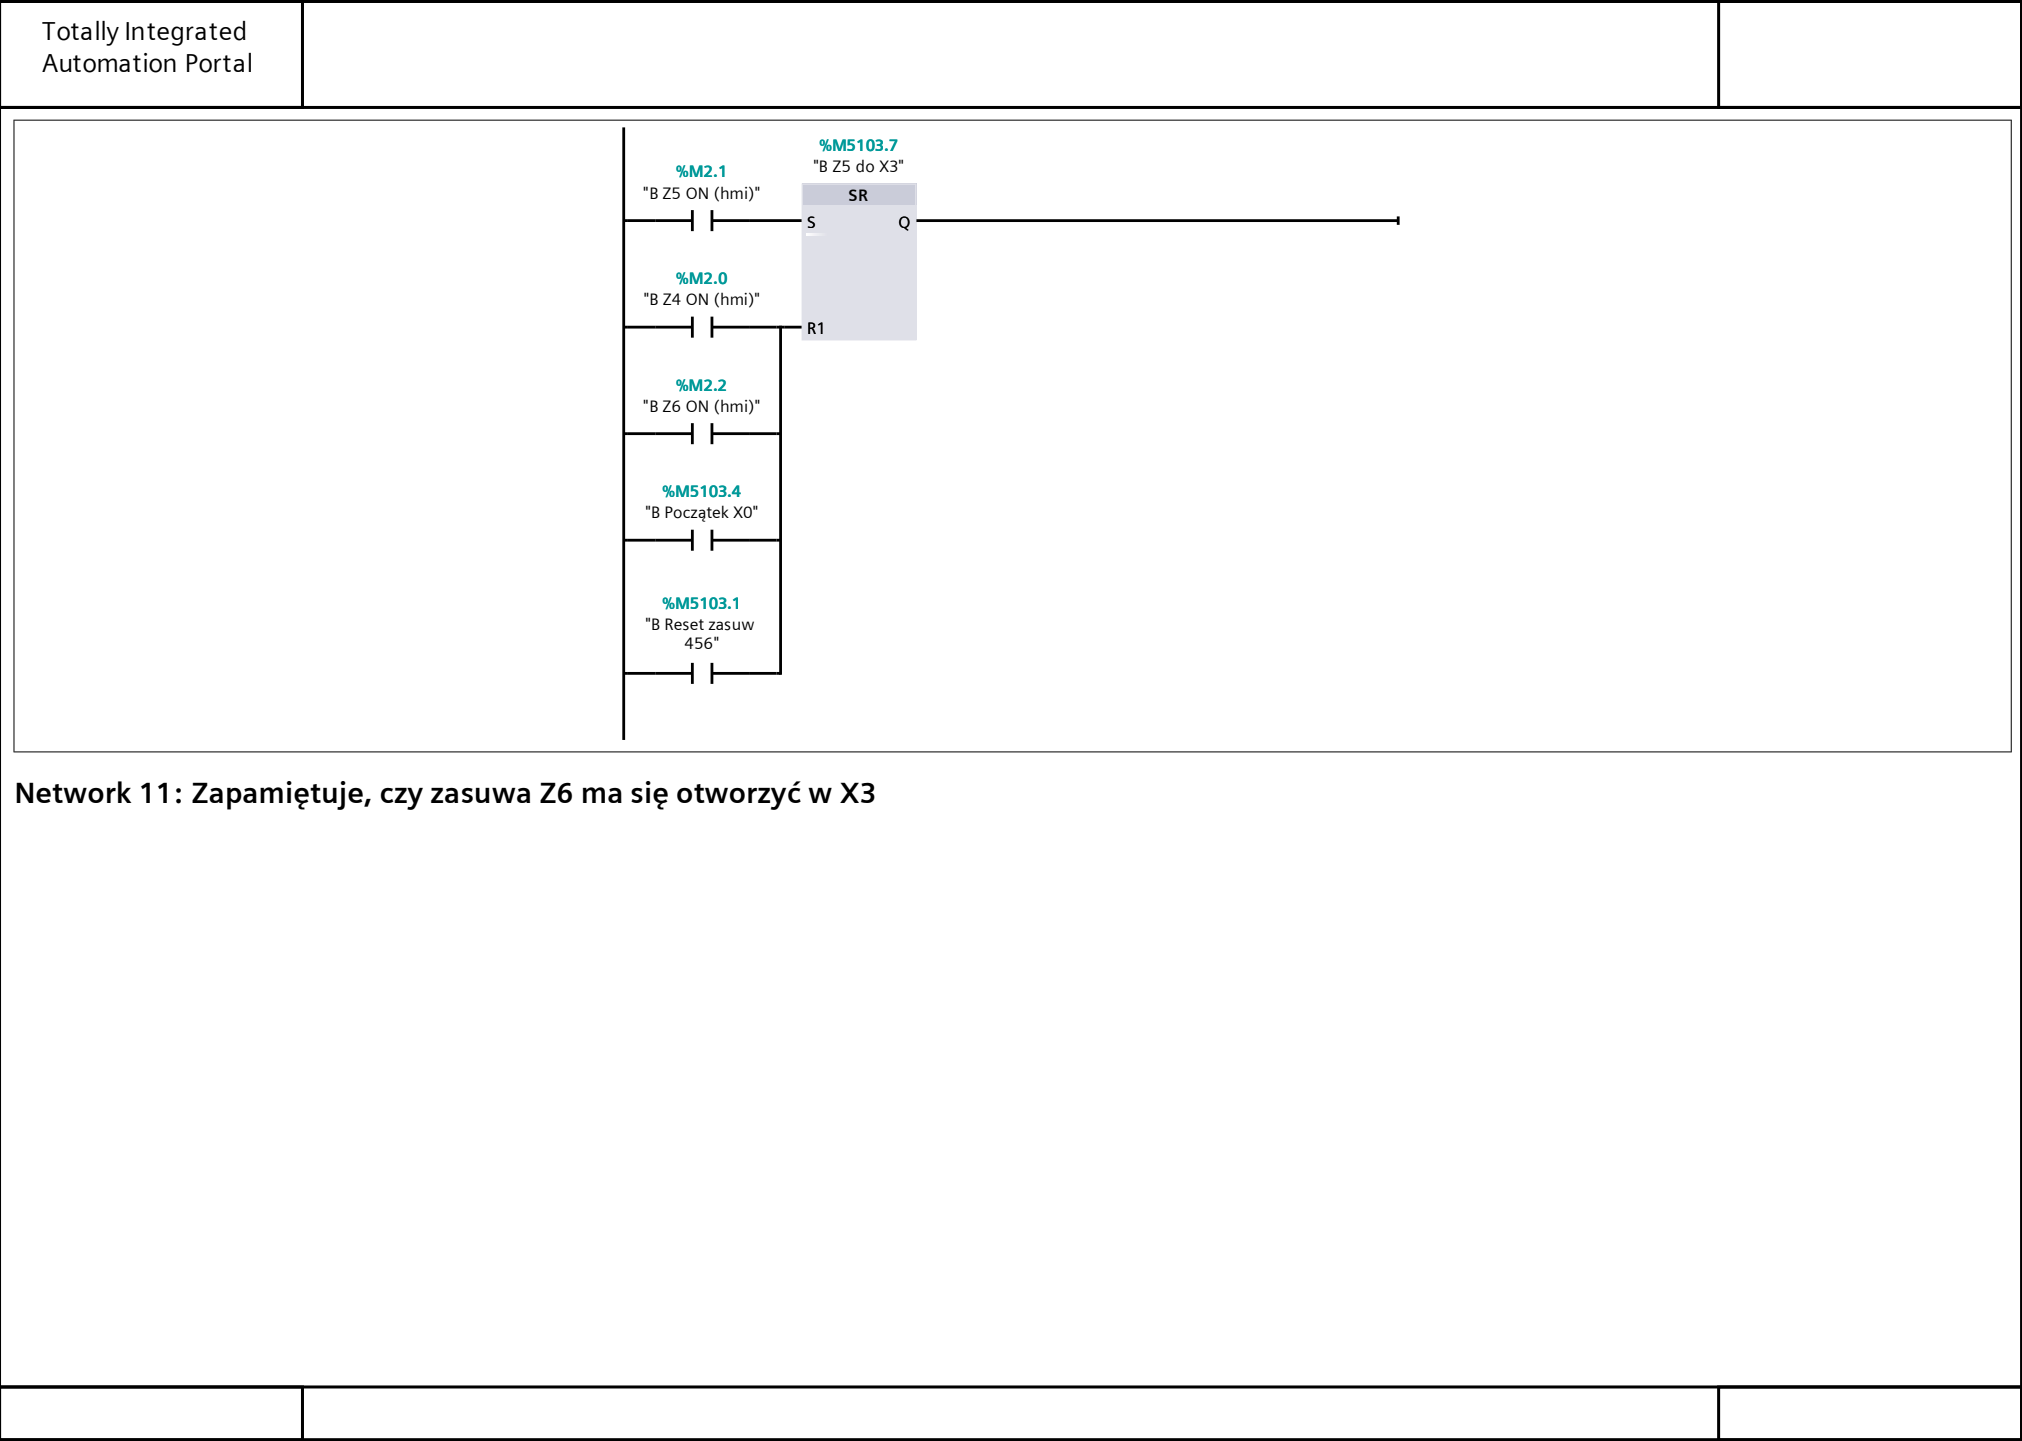 Totally Integrated
Automation Portal
%M5103.7
"B Z5 do X3"
%M2.1
"B Z5 ON (hmi)"
SR
S
Q
%M2.0
"B Z4 ON (hmi)"
R1
%M2.2
"B Z6 ON (hmi)"
%M5103.4
"B Początek X0"
%M5103.1
"B Reset zasuw
456"
Network 11: Zapamiętuje, czy zasuwa Z6 ma się otworzyć w X3